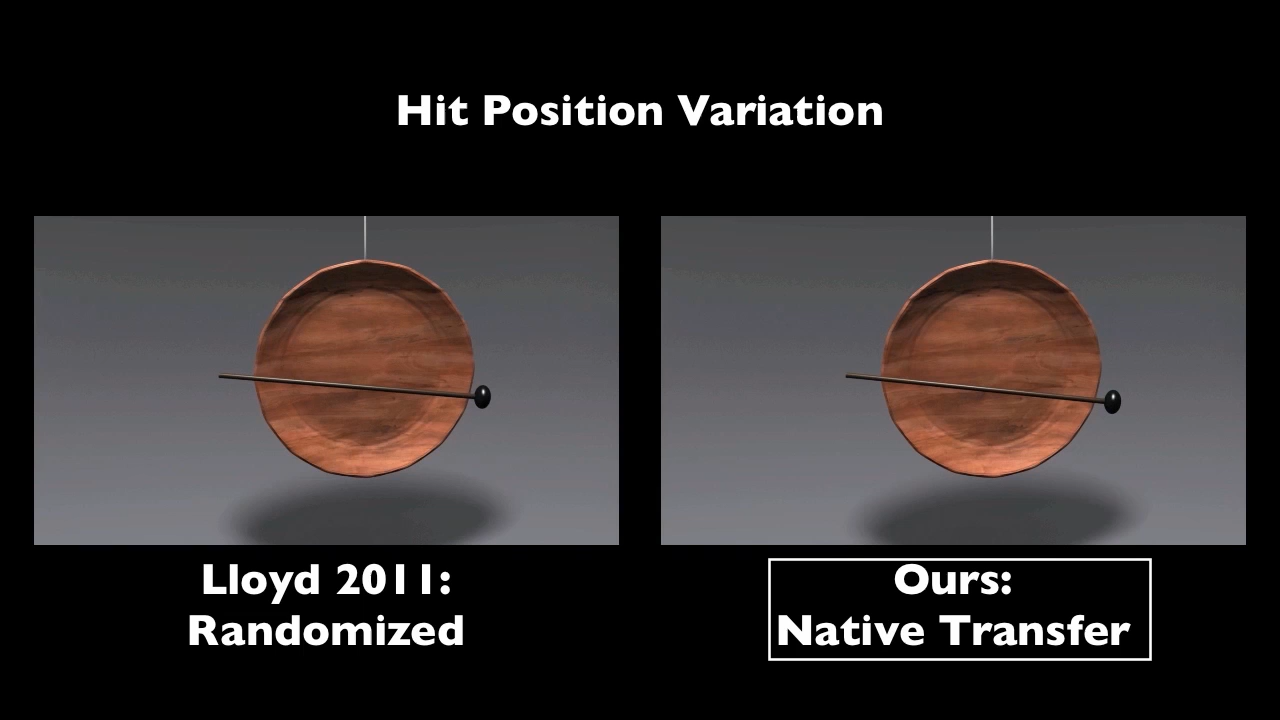 Hit Position Variation
Lloyd 2011:
Randomized
Ours:
Native Transfer